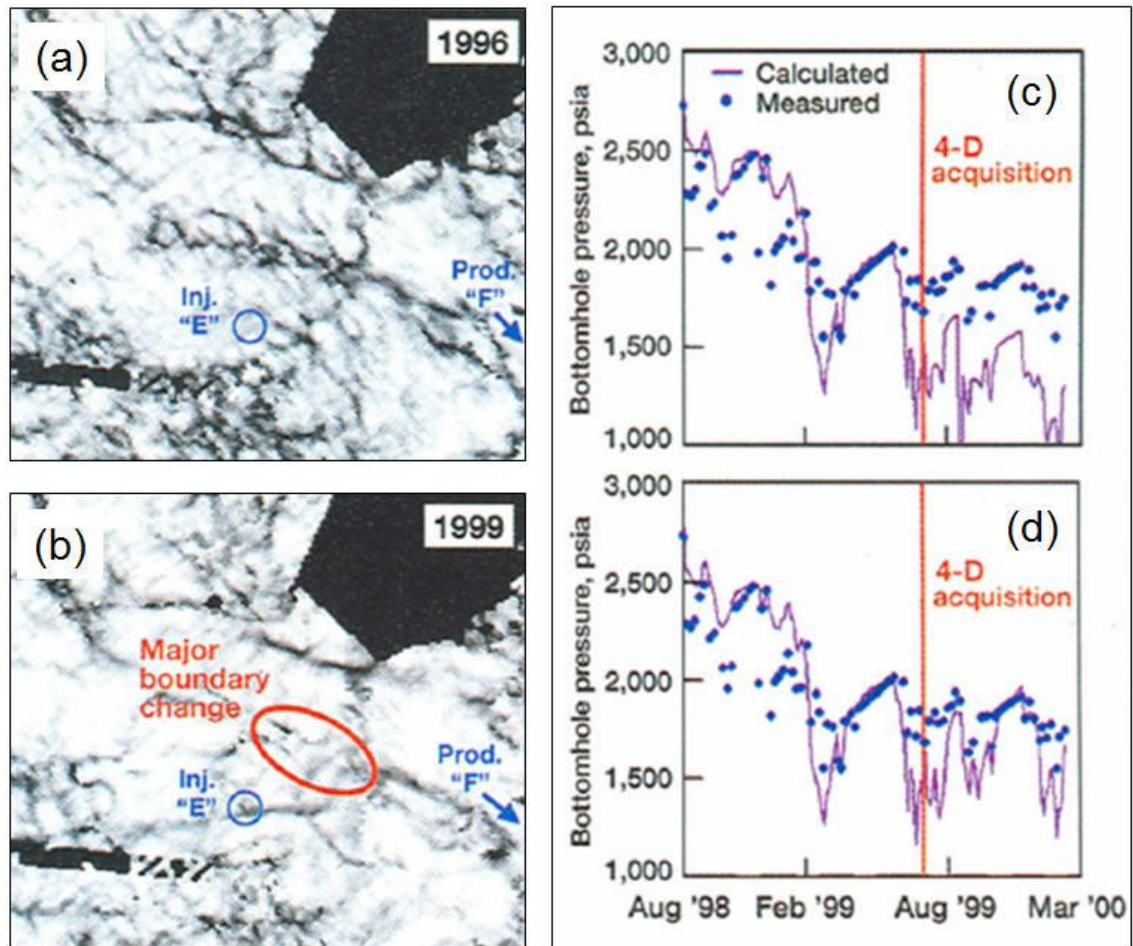 (a)
1996
Inj.
"E"
Prod.
"F"
(b)
1999
Major
boundary
change
Inj.
"E"
Prod.
"F"
(c)
3,000
2,500
2,000
1,500
1,000
Bottomhole pressure, psia
Calculated
Measured
4-D
acquisition
(d)
3,000
2,500
2,000
1,500
1,000
Bottomhole pressure, psia
4-D
acquisition
Aug '98 Feb '99 Aug '99 Mar '00